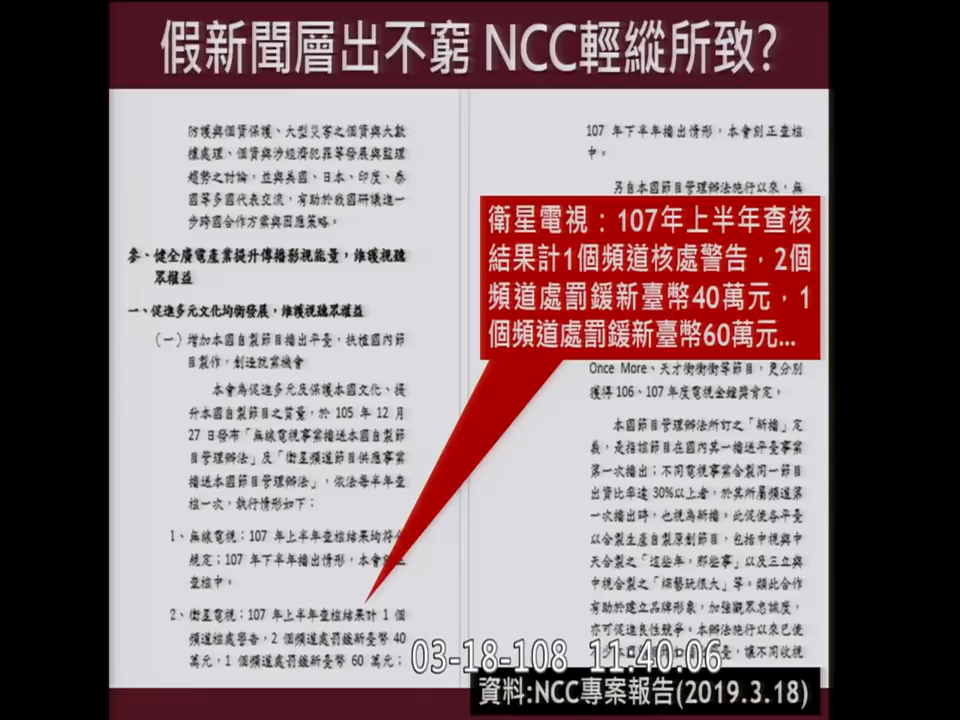 假新聞層出不窮 NCC輕縱所致?
防護與個資保護、大型災害之個資與大數
據處理、個資與涉經濟犯罪等發展與監理
趨勢之討論，並與美國、日本、印度、泰
國等多國代表交流，有助於我國研議進一
步跨國合作方案與因應策略。
參、健全廣電產業提升傳播影視能量，維護視聽
眾權益
一、促進多元文化均衡發展，維護視聽眾權益
(一) 增加本國自製節目播出平臺，扶植國內節
目製作，創造就業機會
本會為促進多元及保護本國文化、提
升本國自製節目之質量，於 105 年 12 月
27 日發布「無線電視事業播送本國自製節
目管理辦法」及「衛星頻道節目供應事業
播送本國節目管理辦法」，依法每半年查
核一次，執行情形如下：
1、無線電視：107 年上半年查核結果均符
規定；107 年下半年播出情形，本會
查核中。
2、衛星電視：107 年上半年查核結果計 1 個
頻道核處警告，2 個頻道處罰鍰新臺幣 40
萬元，1 個頻道處罰鍰新臺幣 60 萬元；
107 年下半年播出情形，本會刻正查核
中。
另自本國節目管理辦法施行以來，無
衛星電視：107年上半年查核
結果計1個頻道核處警告，2個
頻道處罰鍰新臺幣40萬元，1
個頻道處罰鍰新臺幣60萬元...
Once More、天才衝衝衝等節目，更分別
獲得 106、107 年度電視金鐘獎肯定。
本國節目管理辦法所訂之「新播」定
義，是指該節目在國內某一播送平臺事業
第一次播出；不同電視事業合製同一節目
出資比率達 30%以上者，於其所屬頻道第
一次播出時，也視為新播。此促使各平臺
以合製生產自製原創節目，包括中視與中
天合製之「這些年，那些事」以及三立與
中視合製之「綜藝玩很大」等。類此合作
有助於建立品牌形象，加強觀眾忠誠度，
亦可促進良性競爭。本辦法施行以來已使
，讓不同收視
03-18-108 11:40:06
資料:NCC專案報告(2019.3.18)